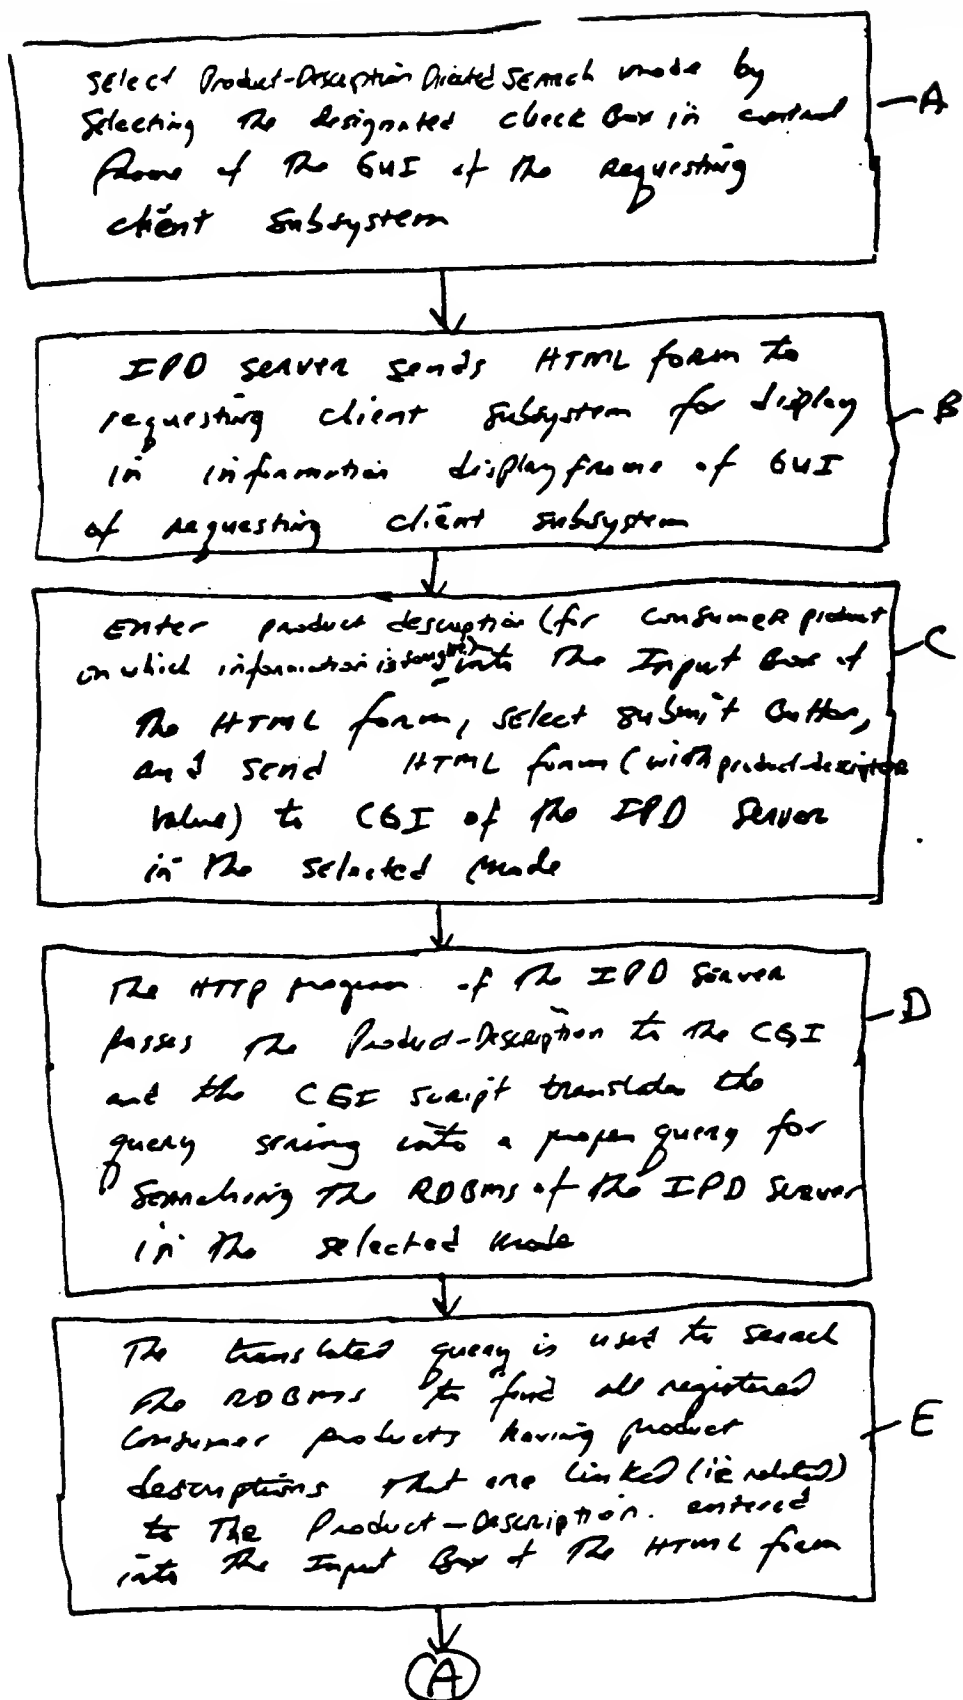 Select Product-Description Directed Search mode by
Selecting the designated check Box in control
frame of the GUI of the requesting
client subsystem
A
IPD Server sends HTML form to
requesting client subsystem for display
in information display frame of GUI
of requesting client subsystem
B
Enter product description (for consumer product
on which information is sought) into the Input Box of
the HTML form, select submit Button,
and send HTML form (with product-description
value) to CGI of the IPD Server
in the selected mode
C
The HTTP program of the IPD Server
passes the Product-Description to the CGI
and the CGI script translates the
query string into a proper query for
Searching the RDBMS of the IPD Server
in the selected mode
D
The translated query is used to search
the RDBMS to find all registered
consumer products having product
descriptions that are linked (ie related)
to the Product-Description. entered
into the Input Box of the HTML form
E
A